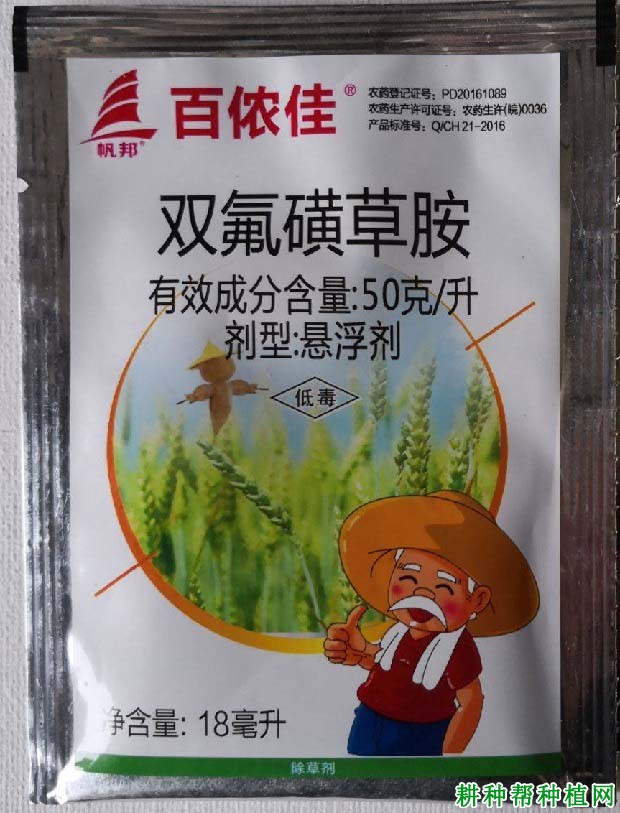 百侬佳®
帆邦®
农药登记证号：PD20161089
农药生产许可证号：农药生许(皖)0036
产品标准号：Q/CH 21-2016
双氟磺草胺
有效成分含量:50克/升
剂型:悬浮剂
低毒
净含量: 18毫升
除草剂
耕种帮种植网